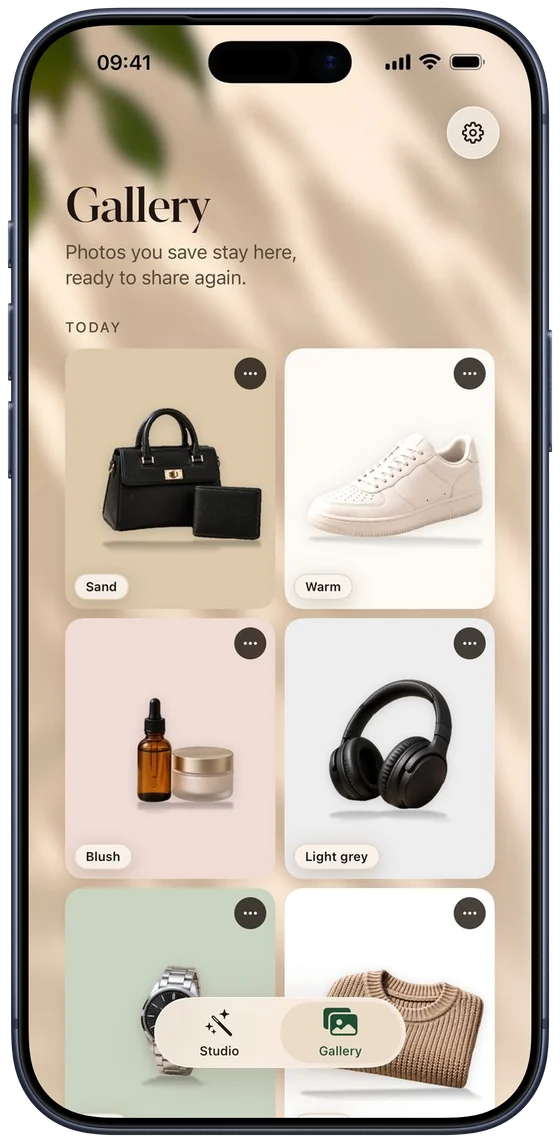 09:41
Gallery
Photos you save stay here,
ready to share again.
TODAY
Sand
Warm
Blush
Light grey
Studio
Gallery